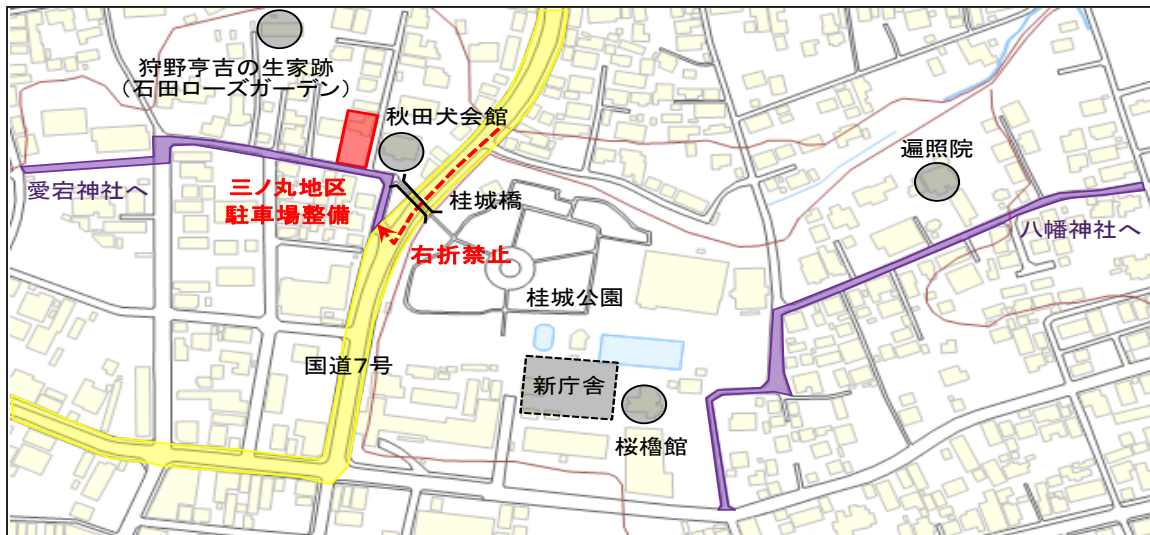 狩野亨吉の生家跡
（石田ローズガーデン）
秋田犬会館
遍照院
愛宕神社へ
三ノ丸地区
駐車場整備
桂城橋
八幡神社へ
右折禁止
桂城公園
国道7号
新庁舎
桜櫓館